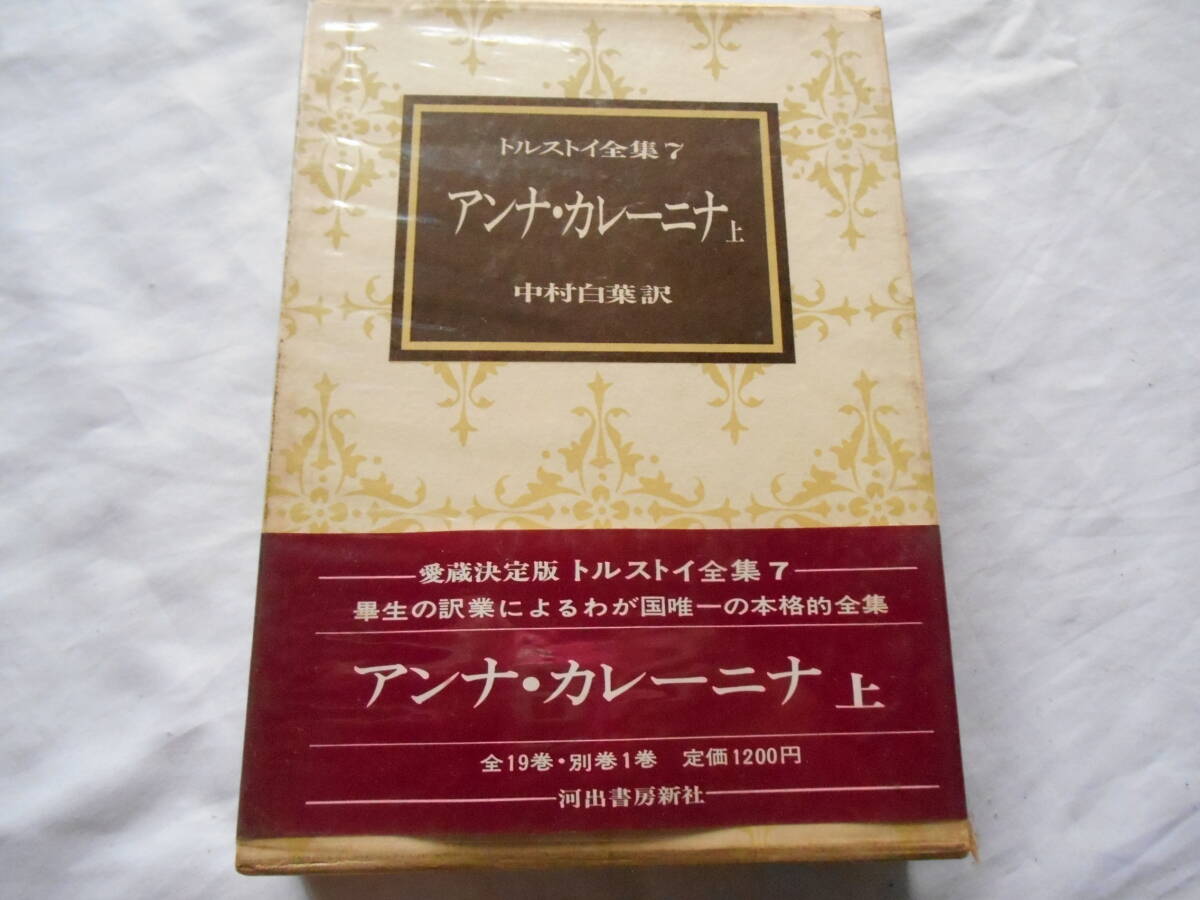 トルストイ全集7
アンナ・カレーニナ上
中村白葉訳
愛蔵決定版 トルストイ全集7
畢生の訳業によるわが国唯一の本格的全集
アンナ・カレーニナ 上
全19巻・別巻1巻 定価1200円
河出書房新社